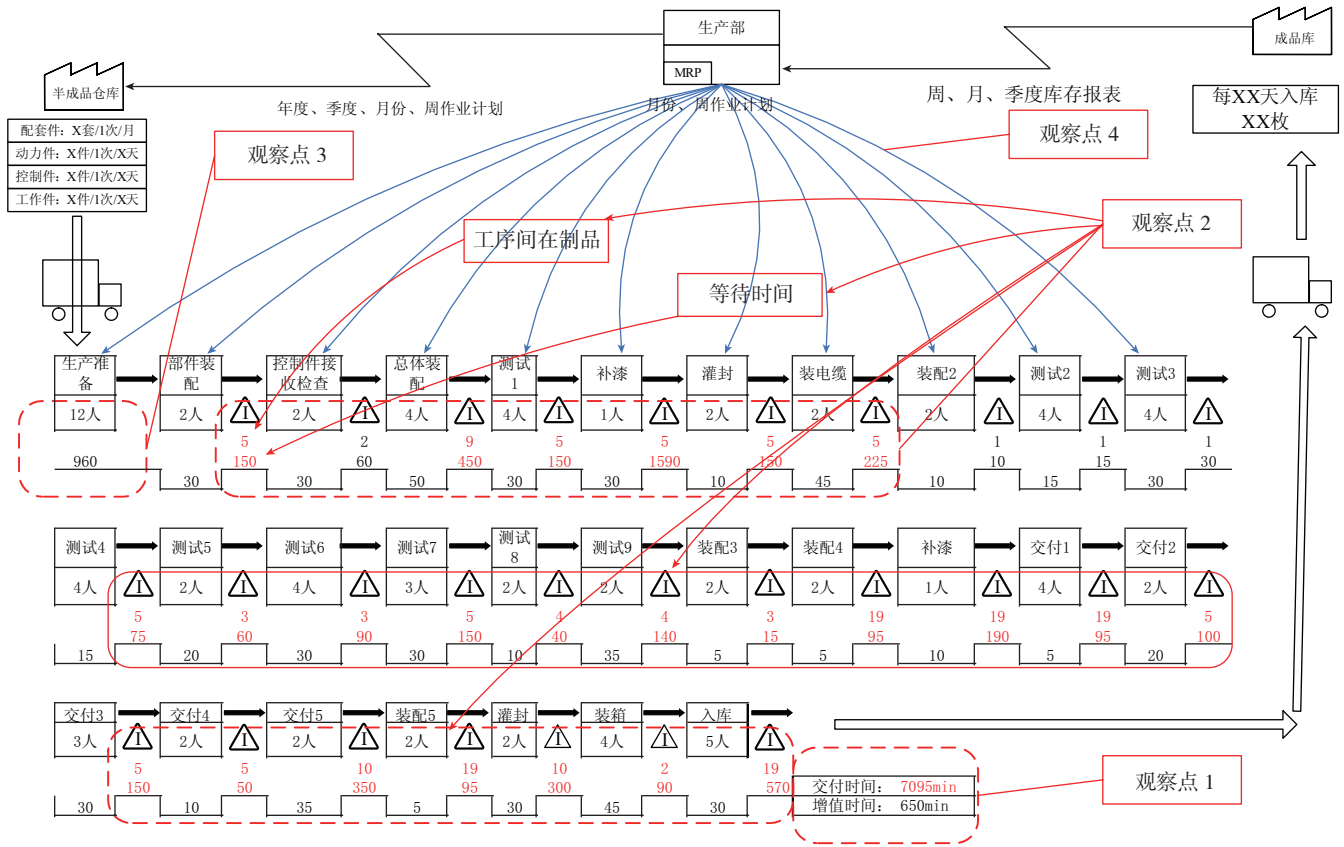 生产部
MRP
成品库
半成品仓库
年度、季度、月份、周作业计划
月份、周作业计划
周、月、季度库存报表
每XX天入库
XX枚
配套件：X套/1次/月
动力件：X件/1次/X天
控制件：X件/1次/X天
工作件：X件/1次/X天
观察点 3
观察点 4
观察点 2
工序间在制品
等待时间
生产准
备
部件装
配
控制件接
收检查
总体装
配
测试
1
补漆
灌封
装电缆
装配2
测试2
测试3
12人
2人
I
2人
I
4人
I
4人
I
1人
I
2人
I
2人
I
2人
I
4人
I
4人
I
5
2
9
5
5
5
5
1
1
1
960
150
60
450
150
1590
150
225
10
15
30
30
30
50
30
30
10
45
10
15
30
测试4
测试5
测试6
测试7
测试
8
测试9
装配3
装配4
补漆
交付1
交付2
4人
I
2人
I
4人
I
3人
I
2人
I
2人
I
2人
I
2人
I
1人
I
4人
I
2人
I
5
3
3
5
4
4
3
19
19
19
5
75
60
90
150
40
140
15
95
190
95
100
15
20
30
30
10
35
5
5
10
5
20
交付3
交付4
交付5
装配5
灌封
装箱
入库
3人
I
2人
I
2人
I
2人
I
2人
I
4人
I
5人
I
5
5
10
19
10
2
19
150
50
350
95
300
90
570
30
10
35
5
30
45
30
交付时间： 7095min
增值时间： 650min
观察点 1